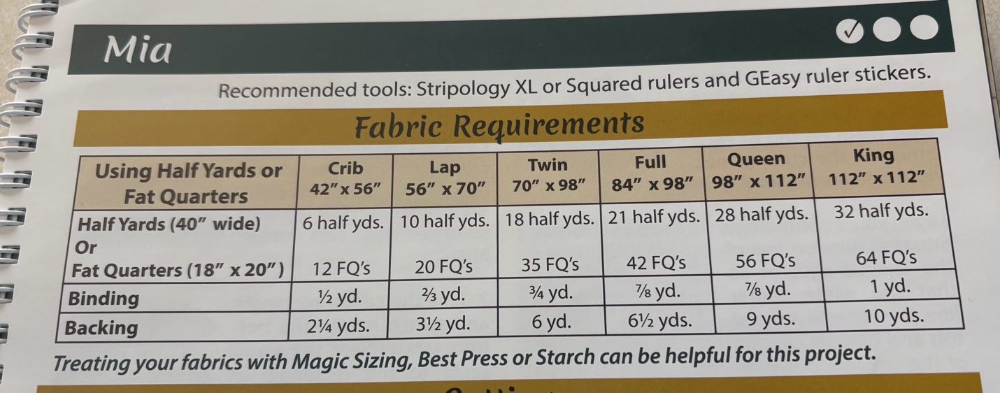 Mia
Recommended tools: Stripology XL or Squared rulers and GEasy ruler stickers.
Fabric Requirements
Using Half Yards or Fat Quarters | Crib 42” x 56” | Lap 56” x 70” | Twin 70” x 98” | Full 84” x 98” | Queen 98” x 112” | King 112” x 112”
Half Yards (40” wide) | 6 half yds. | 10 half yds. | 18 half yds. | 21 half yds. | 28 half yds. | 32 half yds.
Or
Fat Quarters (18” x 20”) | 12 FQ’s | 20 FQ’s | 35 FQ’s | 42 FQ’s | 56 FQ’s | 64 FQ’s
Binding | ½ yd. | ⅔ yd. | ¾ yd. | ⅞ yd. | ⅞ yd. | 1 yd.
Backing | 2¼ yds. | 3½ yd. | 6 yd. | 6½ yds. | 9 yds. | 10 yds.
Treating your fabrics with Magic Sizing, Best Press or Starch can be helpful for this project.